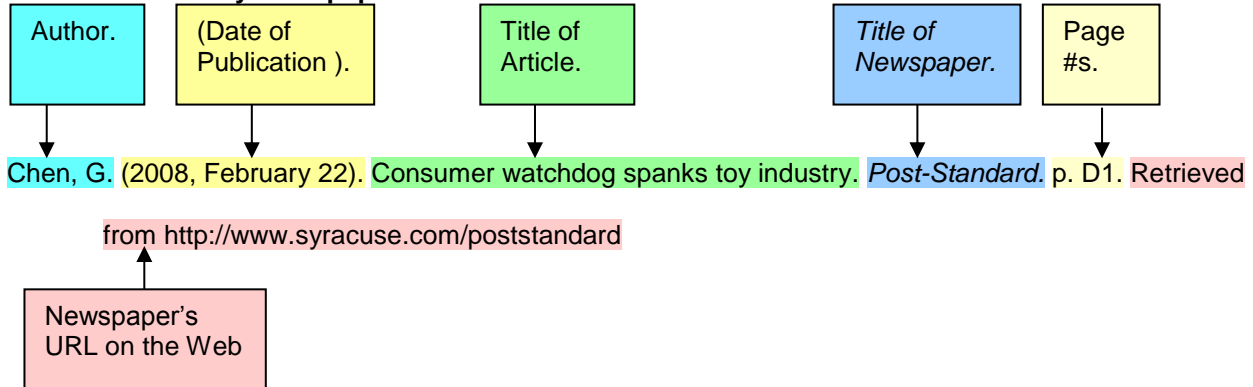 Author.
(Date of
Publication ).
Title of
Article.
Title of
Newspaper.
Page
#s.
Chen, G. (2008, February 22). Consumer watchdog spanks toy industry. Post-Standard. p. D1. Retrieved
from http://www.syracuse.com/poststandard
Newspaper's
URL on the Web